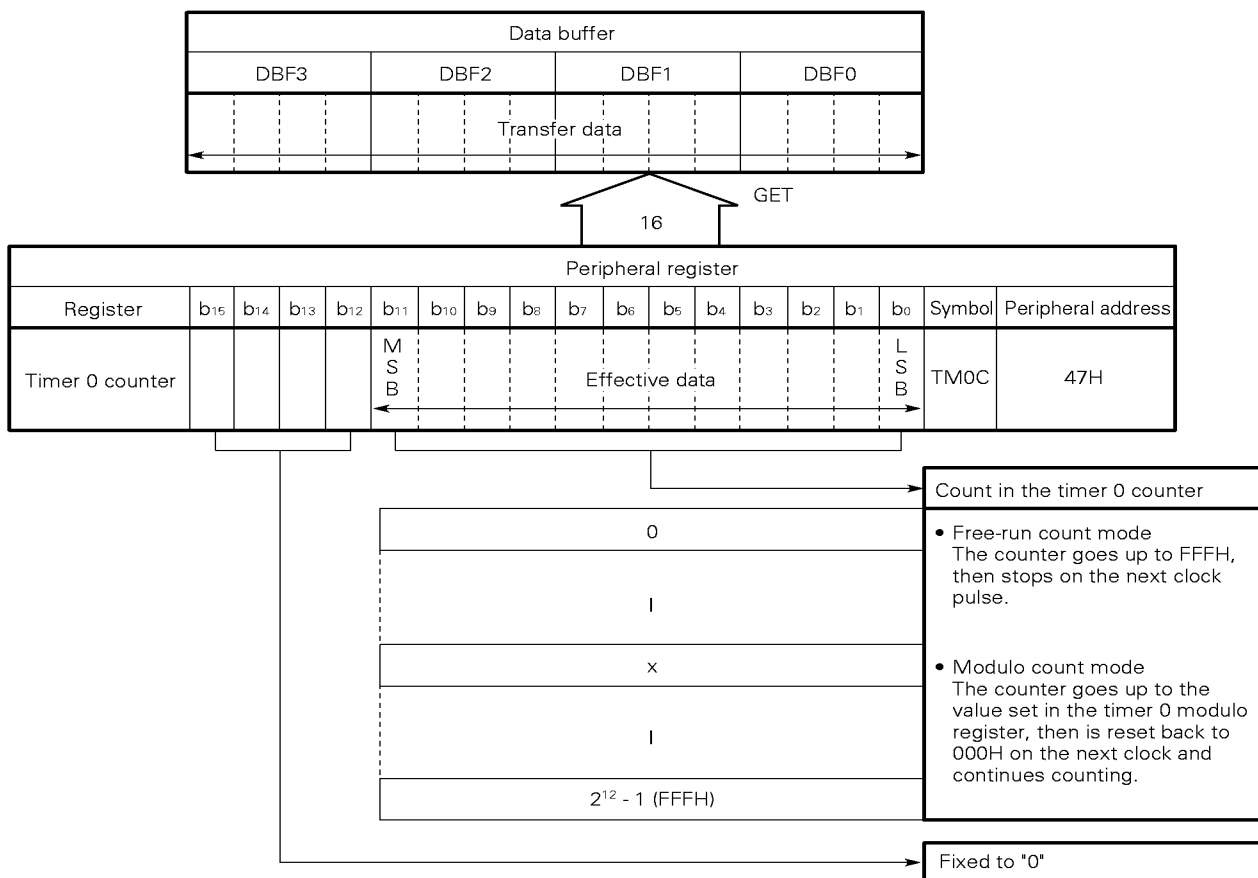 Data buffer
DBF3 DBF2 DBF1 DBF0
Transfer data
GET
16
Peripheral register
Register b₁₅ b₁₄ b₁₃ b₁₂ b₁₁ b₁₀ b₉ b₈ b₇ b₆ b₅ b₄ b₃ b₂ b₁ b₀ Symbol Peripheral address
Timer 0 counter MSB Effective data LSB TM0C 47H
Count in the timer 0 counter
0
• Free-run count mode
The counter goes up to FFFH,
then stops on the next clock
pulse.
x
• Modulo count mode
The counter goes up to the
value set in the timer 0 modulo
register, then is reset back to
000H on the next clock and
continues counting.
2¹² - 1 (FFFH)
Fixed to "0"